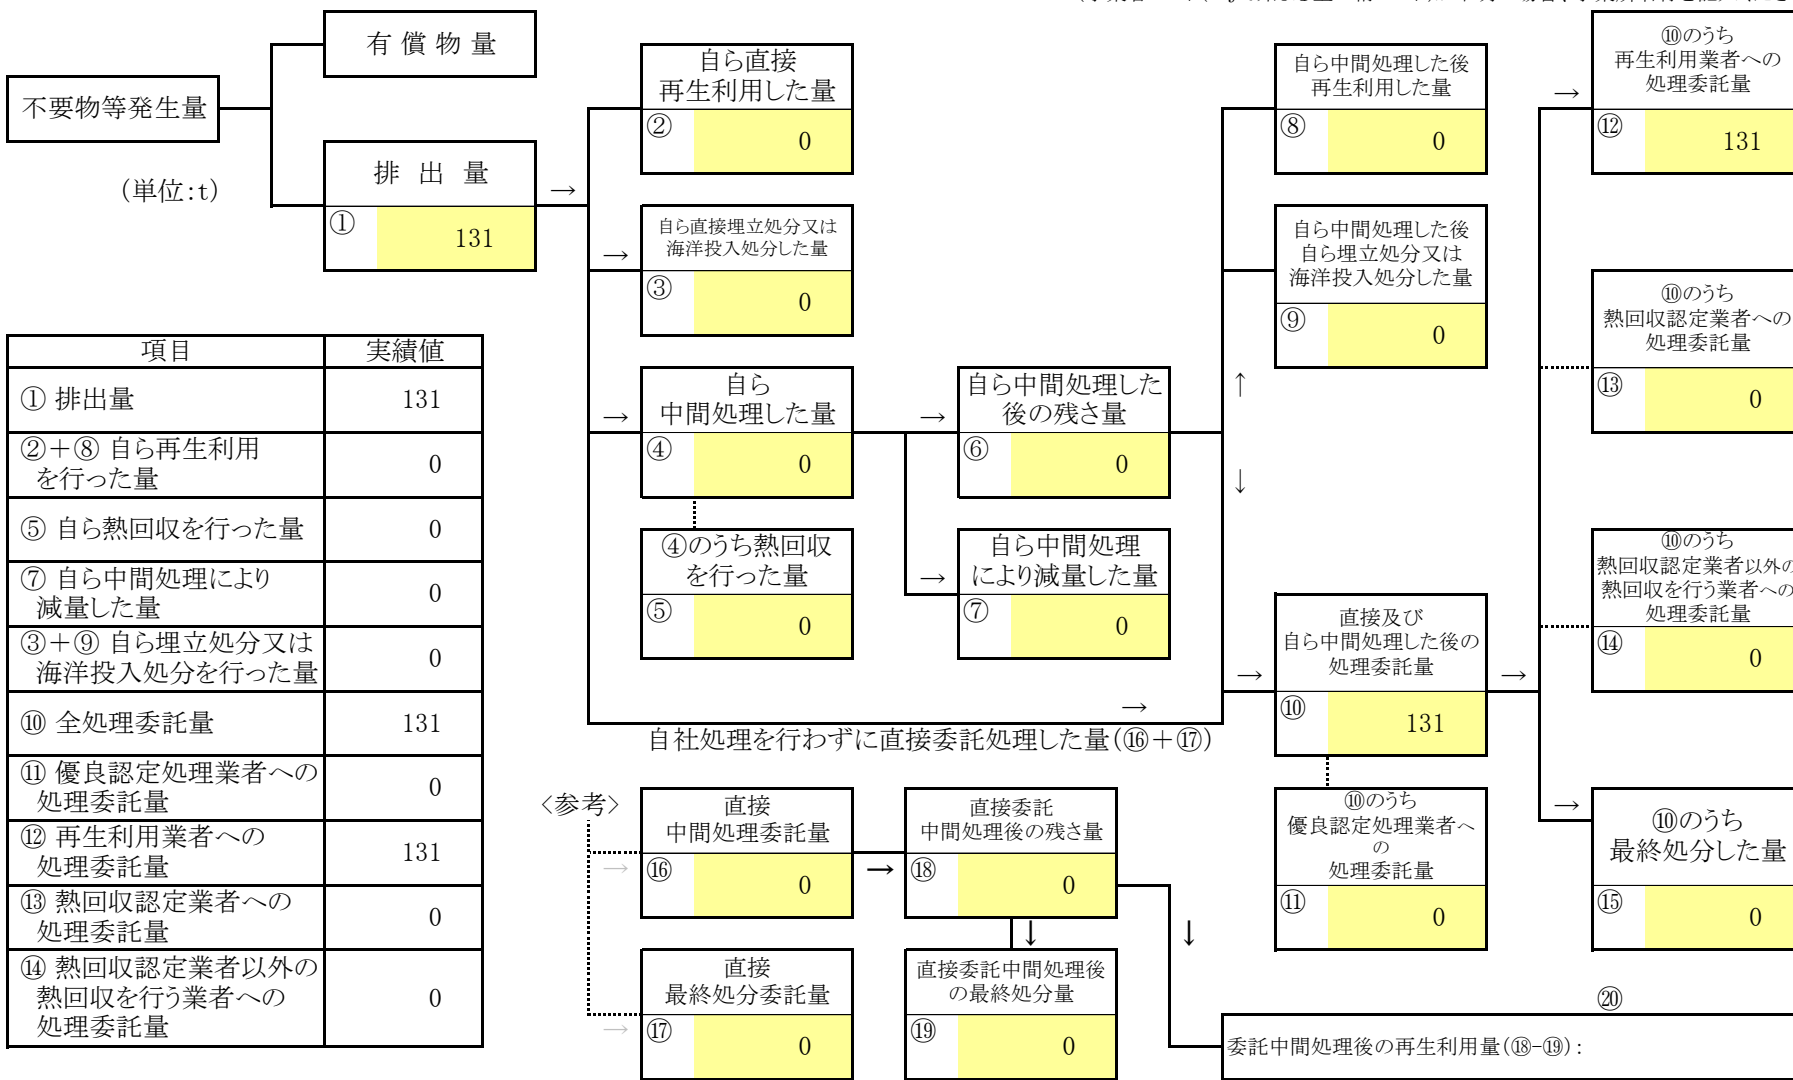 有 償 物 量
不要物等発生量
(単位:t)
排 出 量
① 131
→
自ら直接
再生利用した量
② 0
→
自ら直接埋立処分又は
海洋投入処分した量
③ 0
→
自ら
中間処理した量
④ 0
④のうち熱回収
を行った量
⑤ 0
→
自ら中間処理した
後の残さ量
⑥ 0
→
自ら中間処理
により減量した量
⑦ 0
自ら中間処理した後
再生利用した量
⑧ 0
自ら中間処理した後
自ら埋立処分又は
海洋投入処分した量
⑨ 0
↑
↓
→
直接及び
自ら中間処理した後の
処理委託量
⑩ 131
→
⑩のうち
優良認定処理業者へ
の
処理委託量
⑪ 0
→
⑩のうち
再生利用業者への
処理委託量
⑫ 131
⑩のうち
熱回収認定業者への
処理委託量
⑬ 0
⑩のうち
熱回収認定業者以外の
熱回収を行う業者への
処理委託量
⑭ 0
→
⑩のうち
最終処分した量
⑮ 0
→
自社処理を行わずに直接委託処理した量(⑯+⑰)
〈参考〉
→
直接
中間処理委託量
⑯ 0
→
直接
最終処分委託量
⑰ 0
→
直接委託
中間処理後の残さ量
⑱ 0
↓
直接委託中間処理後
の最終処分量
⑲ 0
↓
⑳
委託中間処理後の再生利用量(⑱-⑲):
項目 実績値
① 排出量 131
②+⑧ 自ら再生利用
を行った量 0
⑤ 自ら熱回収を行った量 0
⑦ 自ら中間処理により
減量した量 0
③+⑨ 自ら埋立処分又は
海洋投入処分を行った量 0
⑩ 全処理委託量 131
⑪ 優良認定処理業者への
処理委託量 0
⑫ 再生利用業者への
処理委託量 131
⑬ 熱回収認定業者への
処理委託量 0
⑭ 熱回収認定業者以外の
熱回収を行う業者への
処理委託量 0